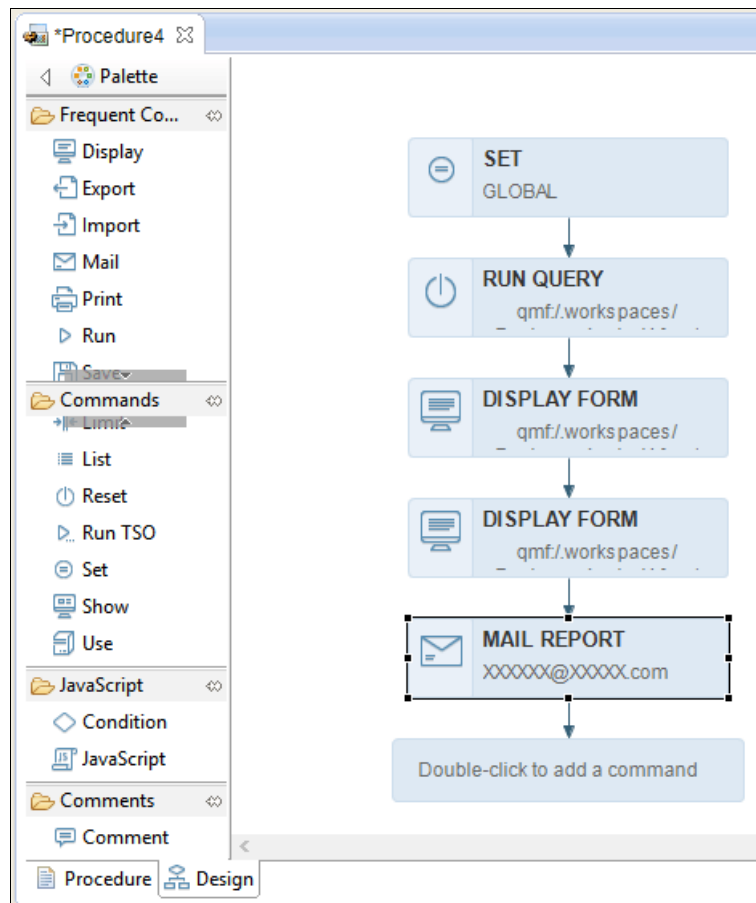 *Procedure4
Palette
Frequent Co...
Display
Export
Import
Mail
Print
Run
Save
Commands
Limit
List
Reset
Run TSO
Set
Show
Use
JavaScript
Condition
JavaScript
Comments
Comment
Procedure
Design
SET
GLOBAL
RUN QUERY
qmf:/.workspaces/
DISPLAY FORM
qmf:/.workspaces/
DISPLAY FORM
qmf:/.workspaces/
MAIL REPORT
XXXXXX@XXXXX.com
Double-click to add a command